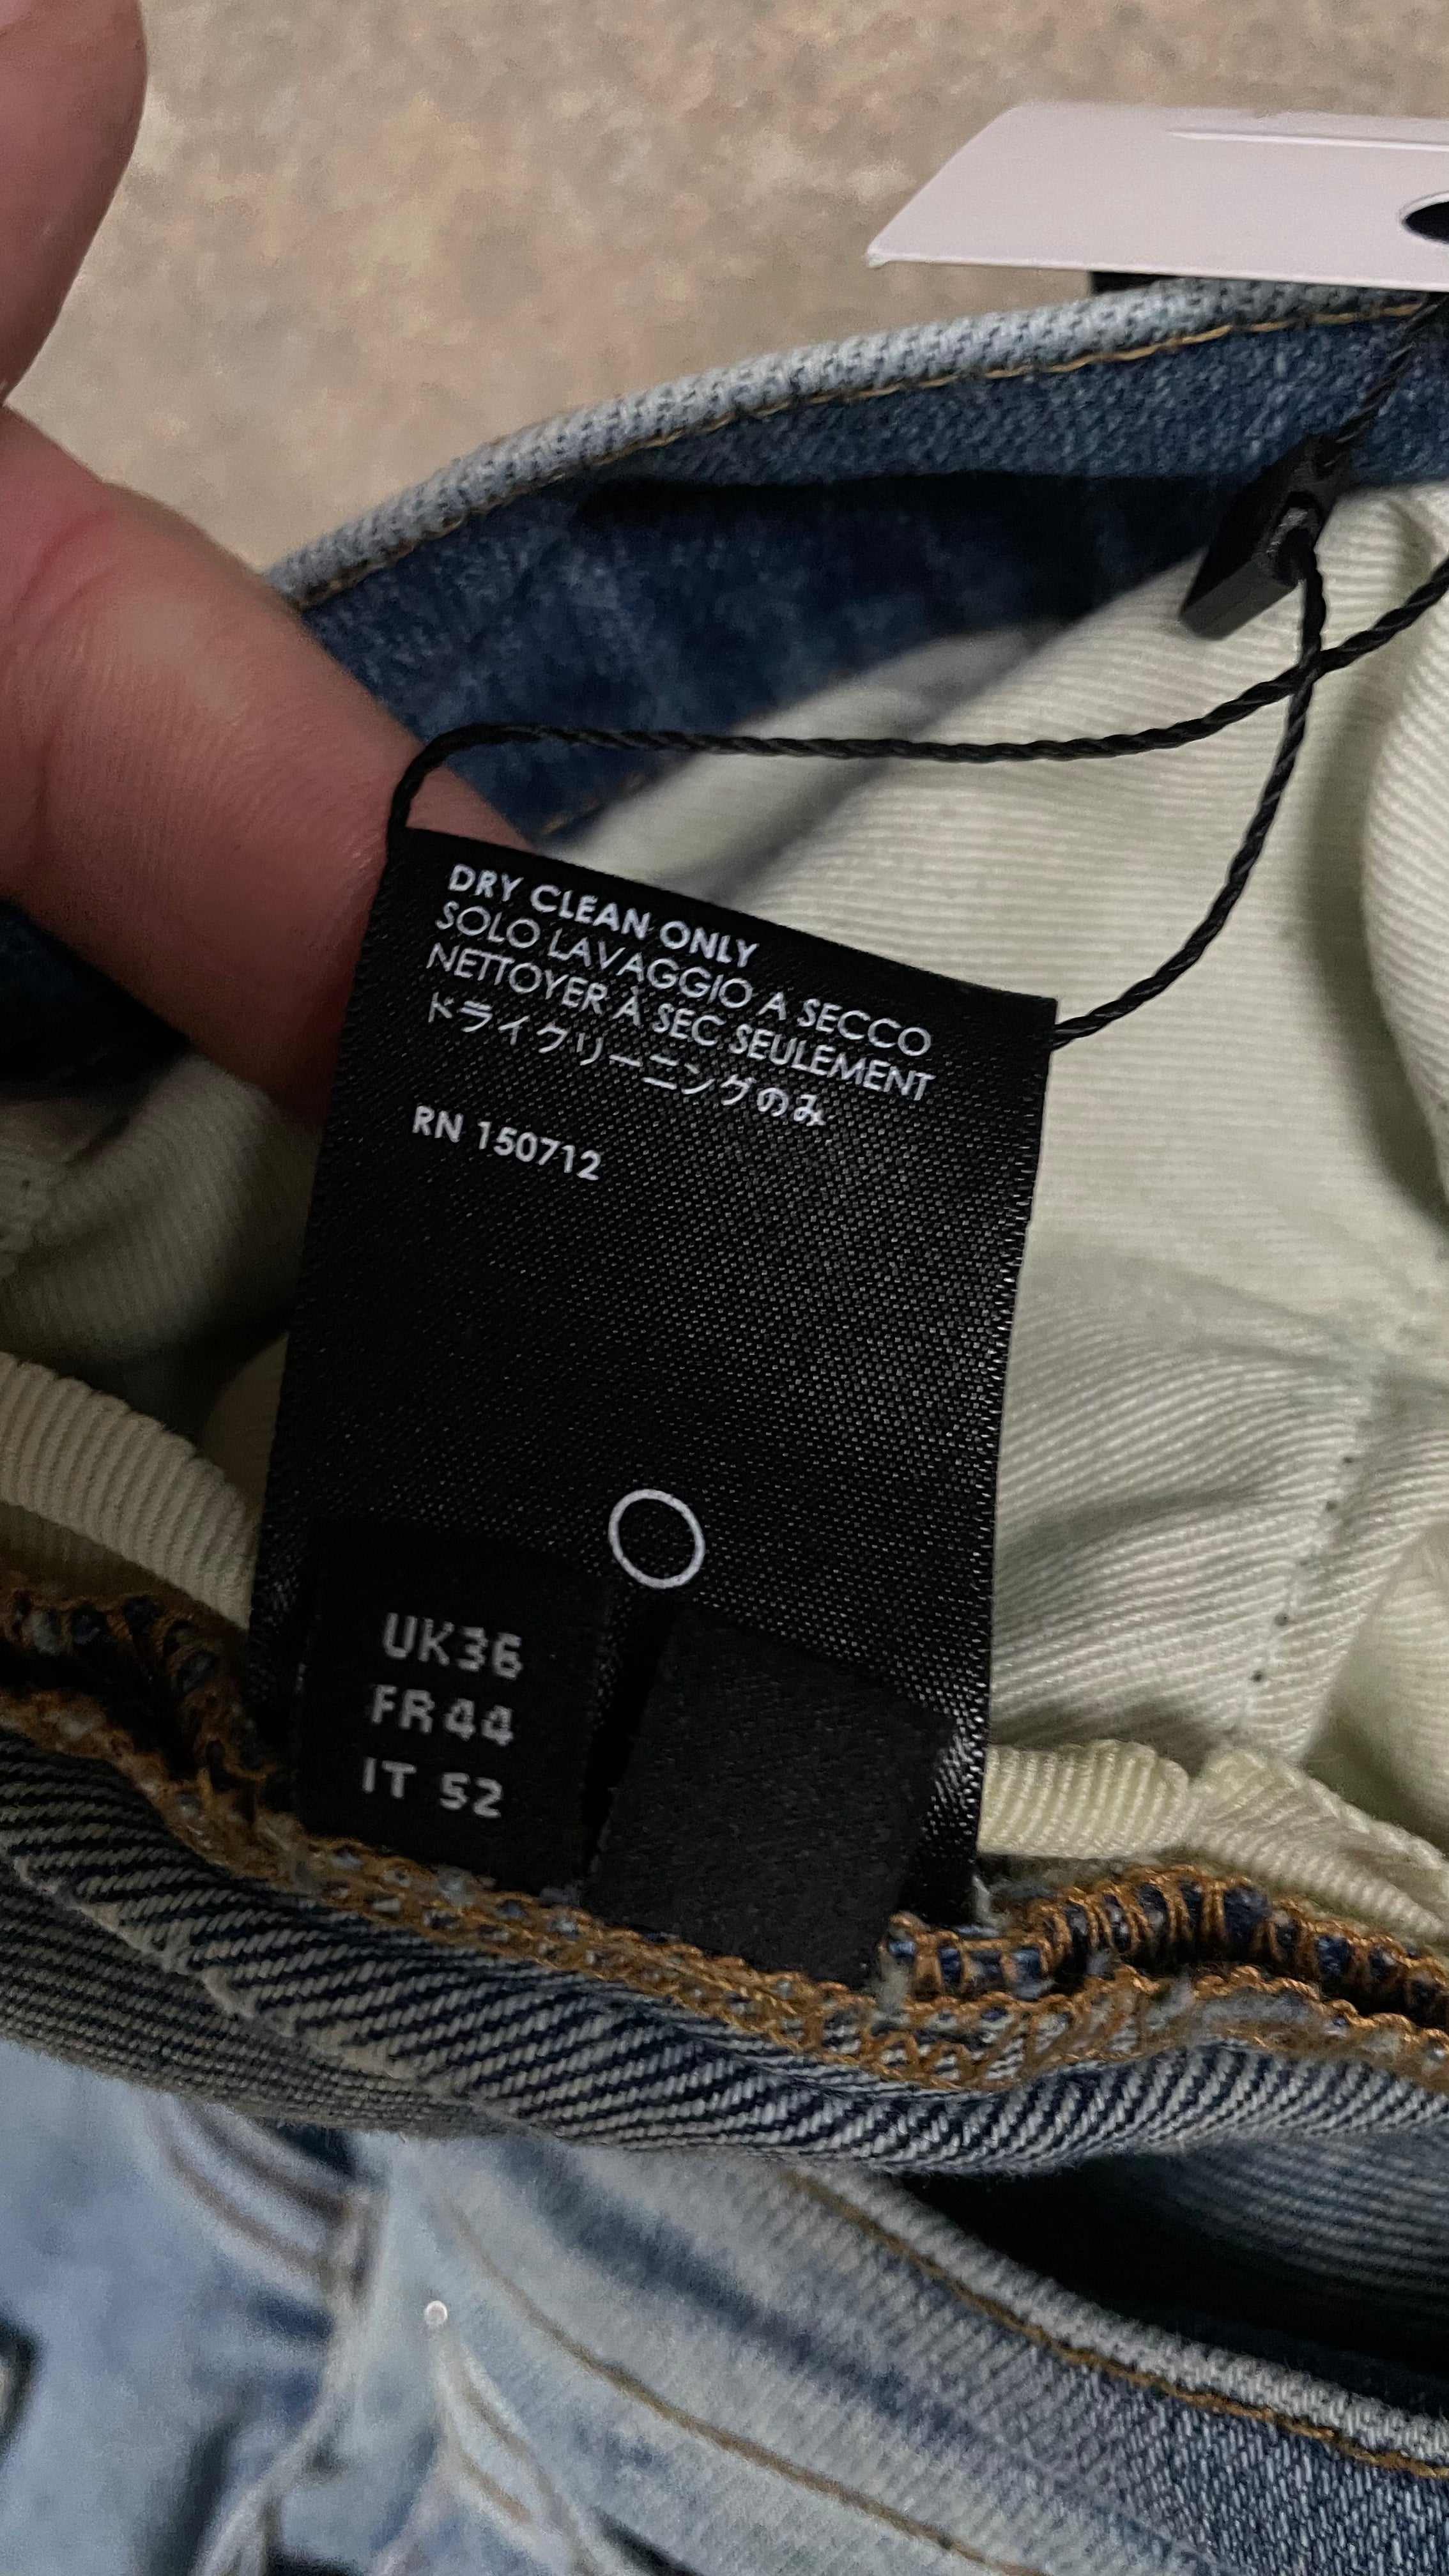 DRY CLEAN ONLY
SOLO LAVAGGIO A SECCO
NETTOYER À SEC SEULEMENT
ドライクリーニングのみ
RN 150712
UK36
FR44
IT 52